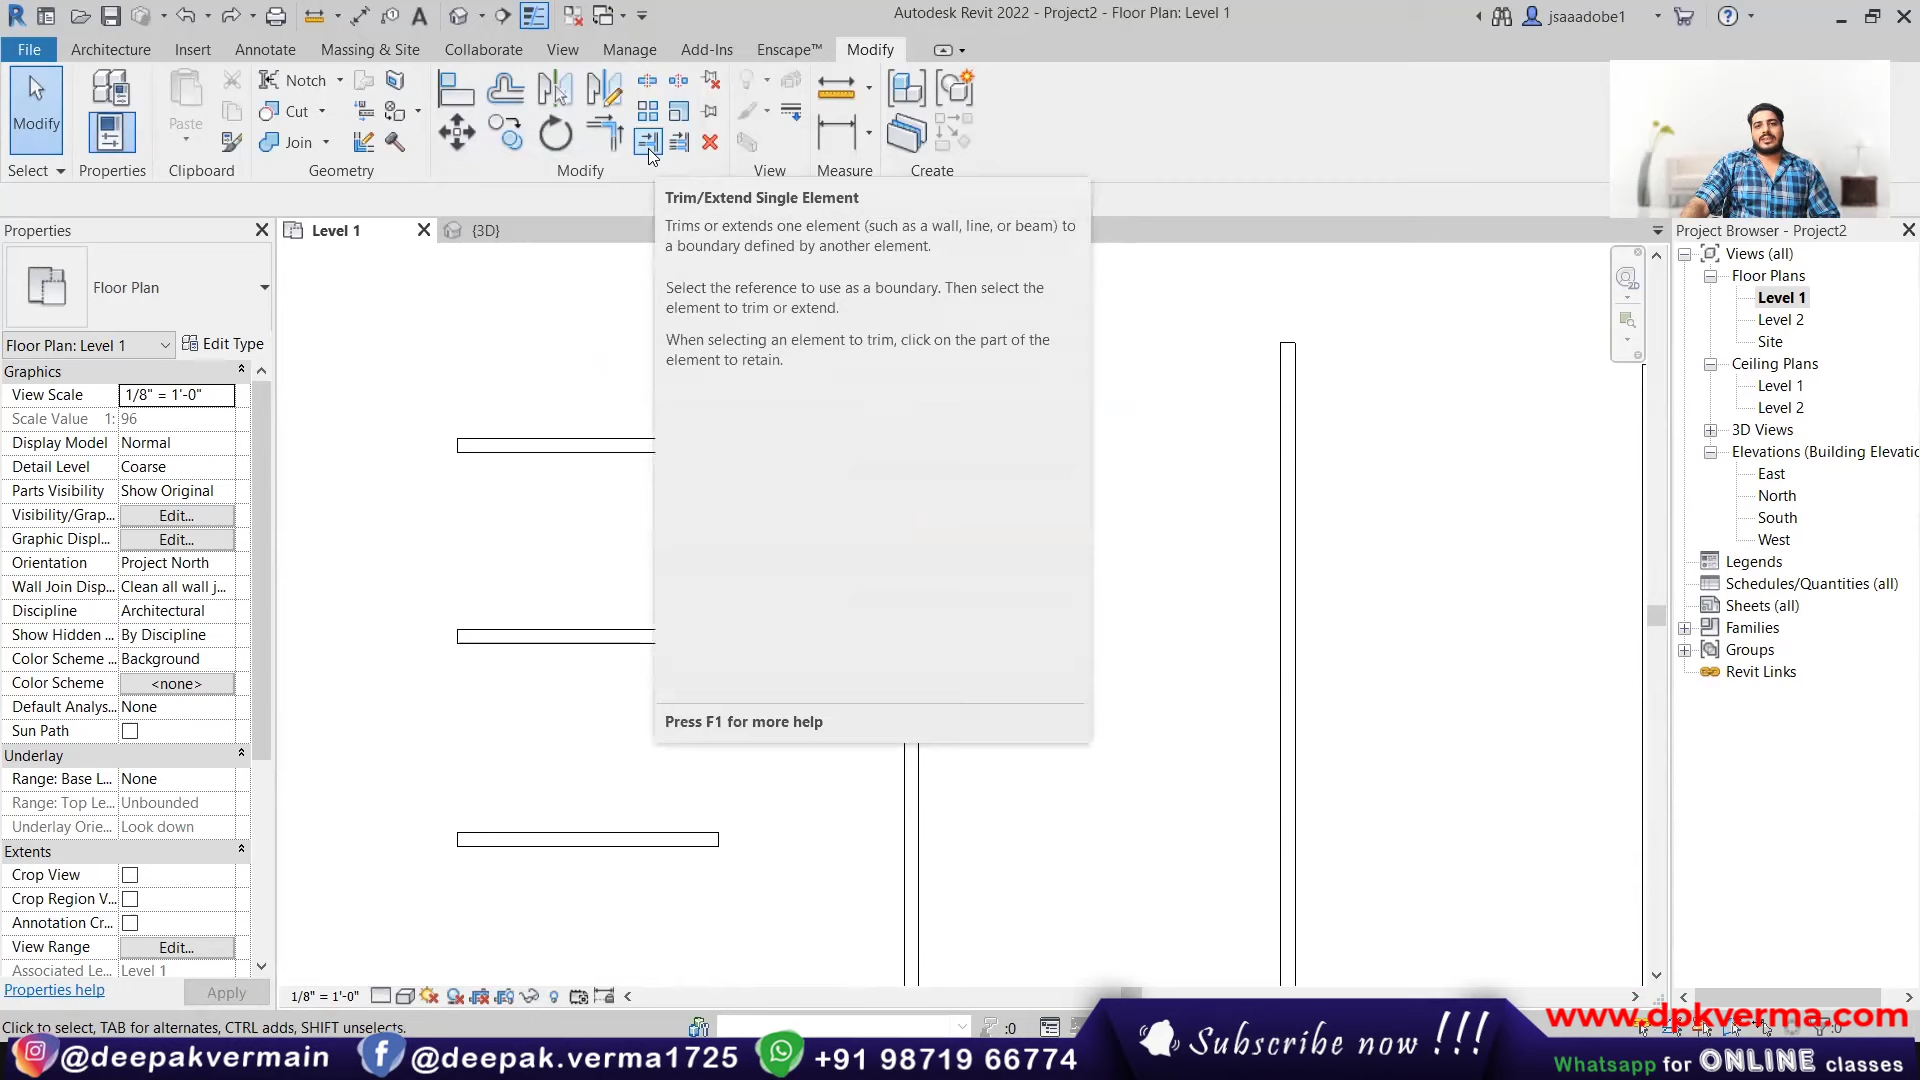 Autodesk Revit 2022 - Project2 - Floor Plan: Level 1
jsaaadobe1
File
Architecture
Insert
Annotate
Massing & Site
Collaborate
View
Manage
Add-Ins
Enscape™
Modify
Modify
Paste
Notch
Cut
Join
Select
Properties
Clipboard
Geometry
Modify
View
Measure
Create
Trim/Extend Single Element
Trims or extends one element (such as a wall, line, or beam) to
a boundary defined by another element.
Select the reference to use as a boundary. Then select the
element to trim or extend.
When selecting an element to trim, click on the part of the
element to retain.
Press F1 for more help
Properties
Level 1
{3D}
Floor Plan
Floor Plan: Level 1
Edit Type
Graphics
View Scale 1/8" = 1'-0"
Scale Value 1: 96
Display Model Normal
Detail Level Coarse
Parts Visibility Show Original
Visibility/Grap... Edit...
Graphic Displ... Edit...
Orientation Project North
Wall Join Disp... Clean all wall j...
Discipline Architectural
Show Hidden ... By Discipline
Color Scheme ... Background
Color Scheme <none>
Default Analys... None
Sun Path
Underlay
Range: Base L... None
Range: Top Le... Unbounded
Underlay Orie... Look down
Extents
Crop View
Crop Region V...
Annotation Cr...
View Range Edit...
Associated Le... Level 1
Properties help
Apply
1/8" = 1'-0"
Project Browser - Project2
Views (all)
Floor Plans
Level 1
Level 2
Site
Ceiling Plans
Level 1
Level 2
3D Views
Elevations (Building Elevatio
East
North
South
West
Legends
Schedules/Quantities (all)
Sheets (all)
Families
Groups
Revit Links
2D
Click to select, TAB for alternates, CTRL adds, SHIFT unselects.
:0
:0
@deepakvermain
@deepak.verma1725
+91 98719 66774
Subscribe now !!!
www.dpkverma.com
Whatsapp for ONLINE classes